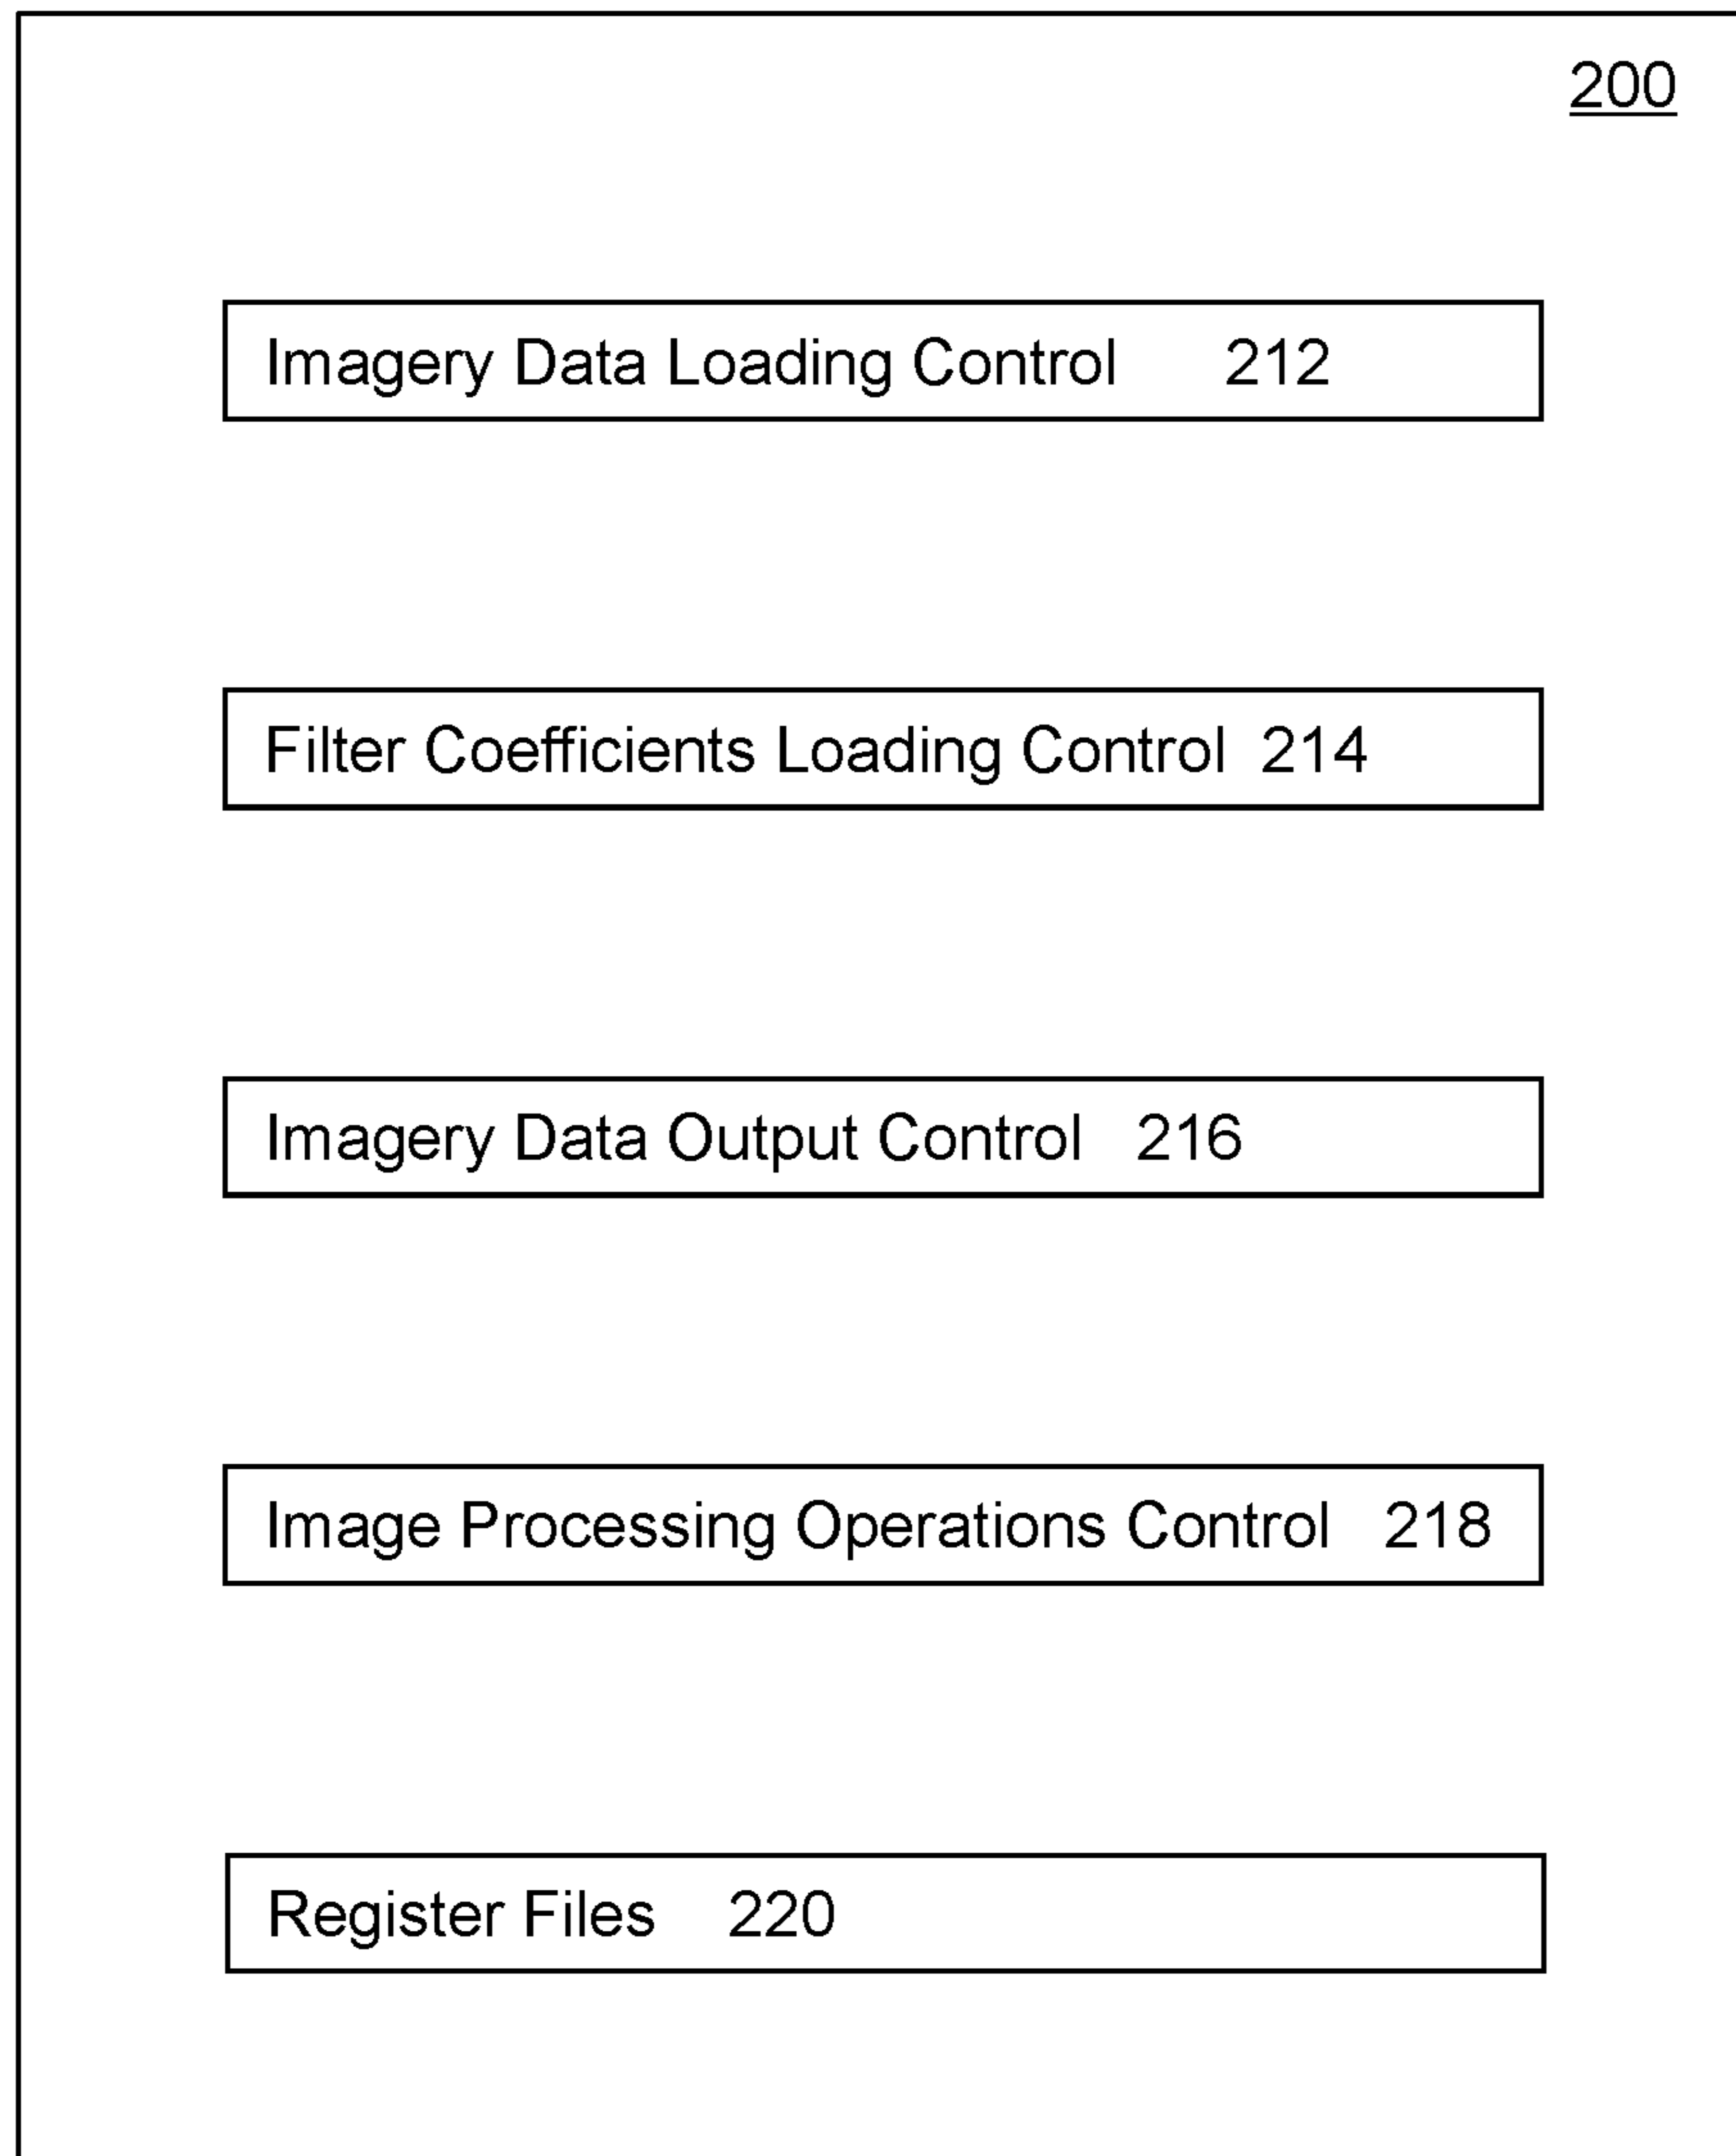 200
Imagery Data Loading Control 212
Filter Coefficients Loading Control 214
Imagery Data Output Control 216
Image Processing Operations Control 218
Register Files 220